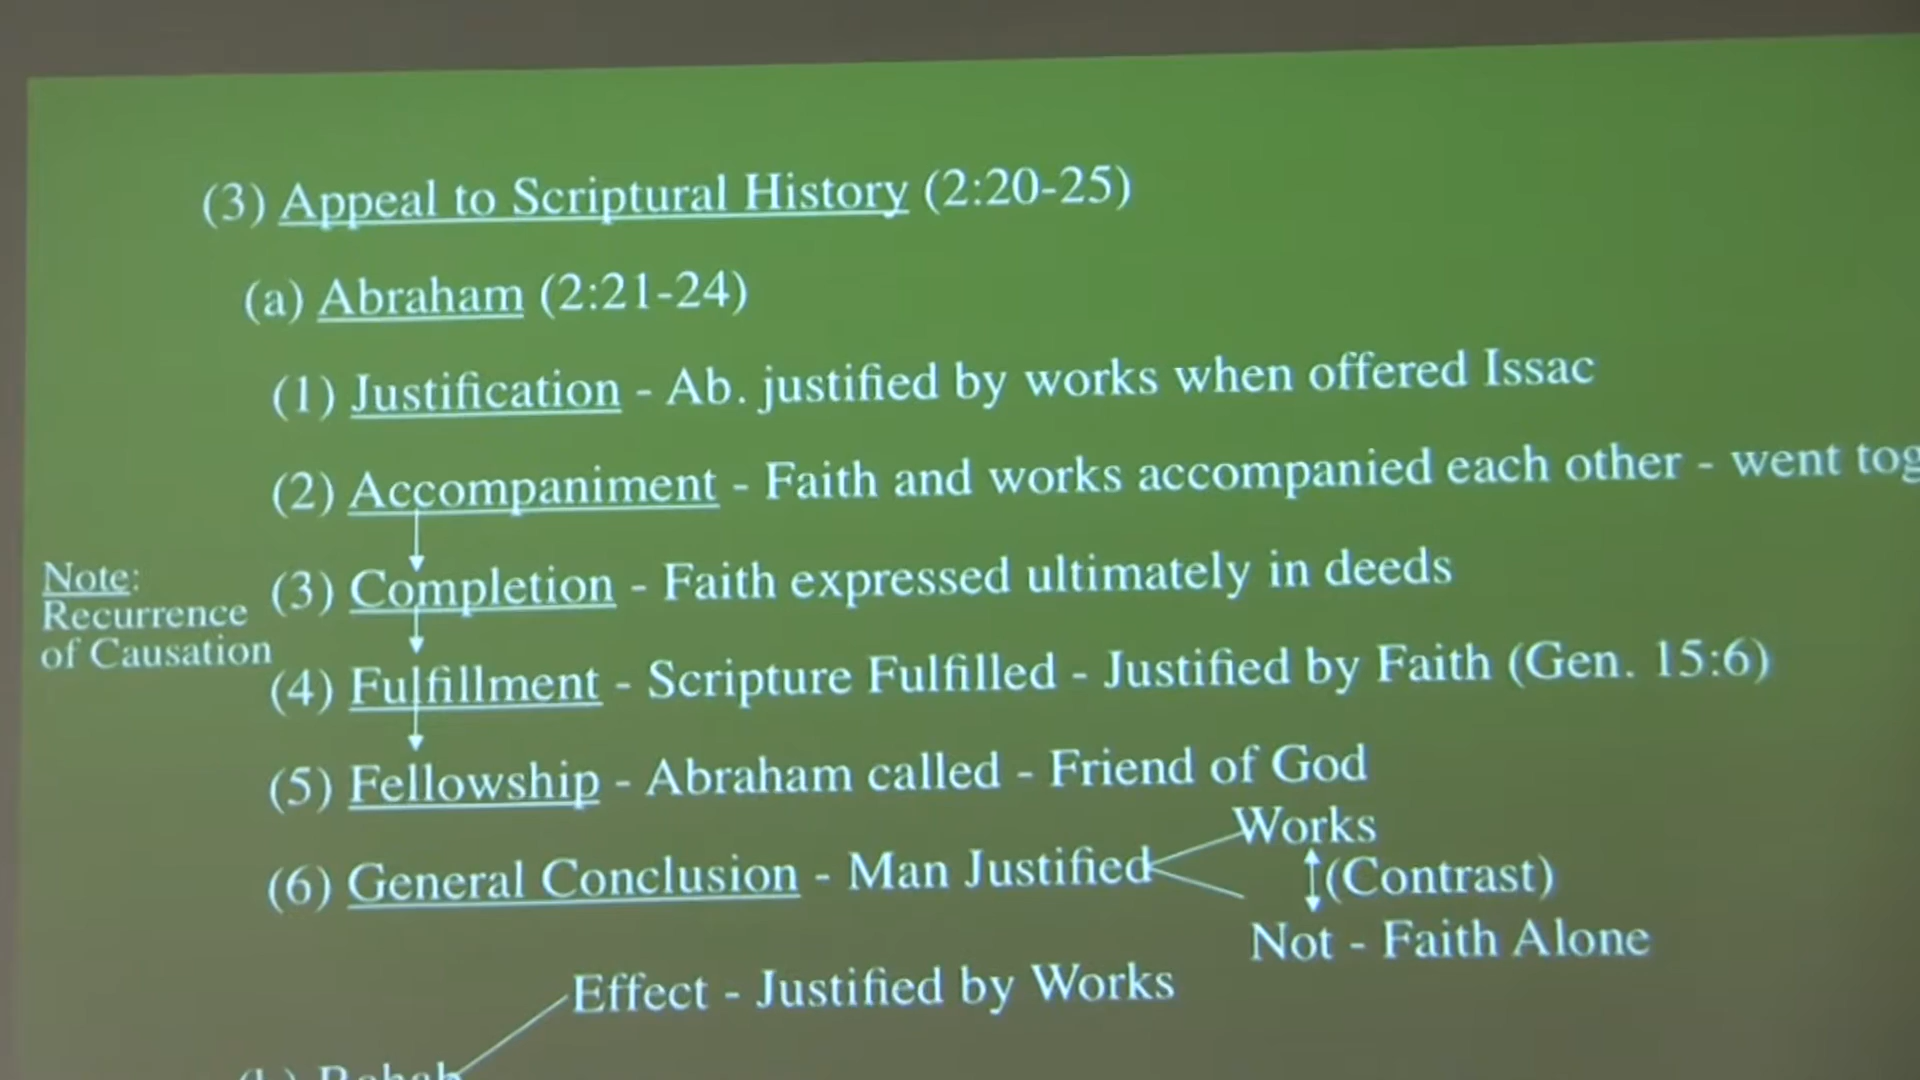 (3) Appeal to Scriptural History (2:20-25)
(a) Abraham (2:21-24)
(1) Justification - Ab. justified by works when offered Issac
(2) Accompaniment - Faith and works accompanied each other - went tog
Note:
Recurrence
of Causation
(3) Completion - Faith expressed ultimately in deeds
(4) Fulfillment - Scripture Fulfilled - Justified by Faith (Gen. 15:6)
(5) Fellowship - Abraham called - Friend of God
Works
(6) General Conclusion - Man Justified
(Contrast)
Not - Faith Alone
Effect - Justified by Works
(b) Rahab